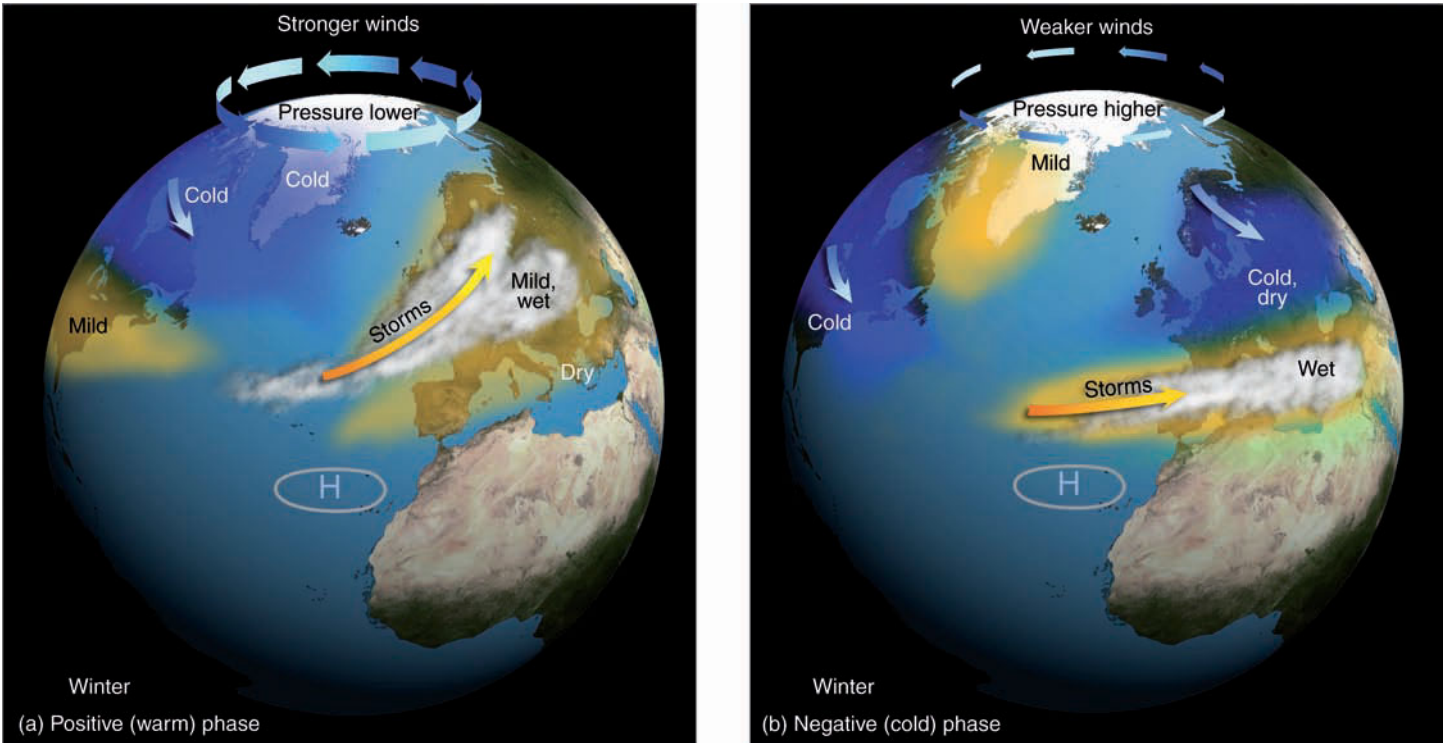 Stronger winds
Pressure lower
Cold
Cold
Mild
Storms
Mild,
wet
Dry
H
Winter
(a) Positive (warm) phase
Weaker winds
Pressure higher
Mild
Cold
Cold,
dry
Storms
Wet
H
Winter
(b) Negative (cold) phase